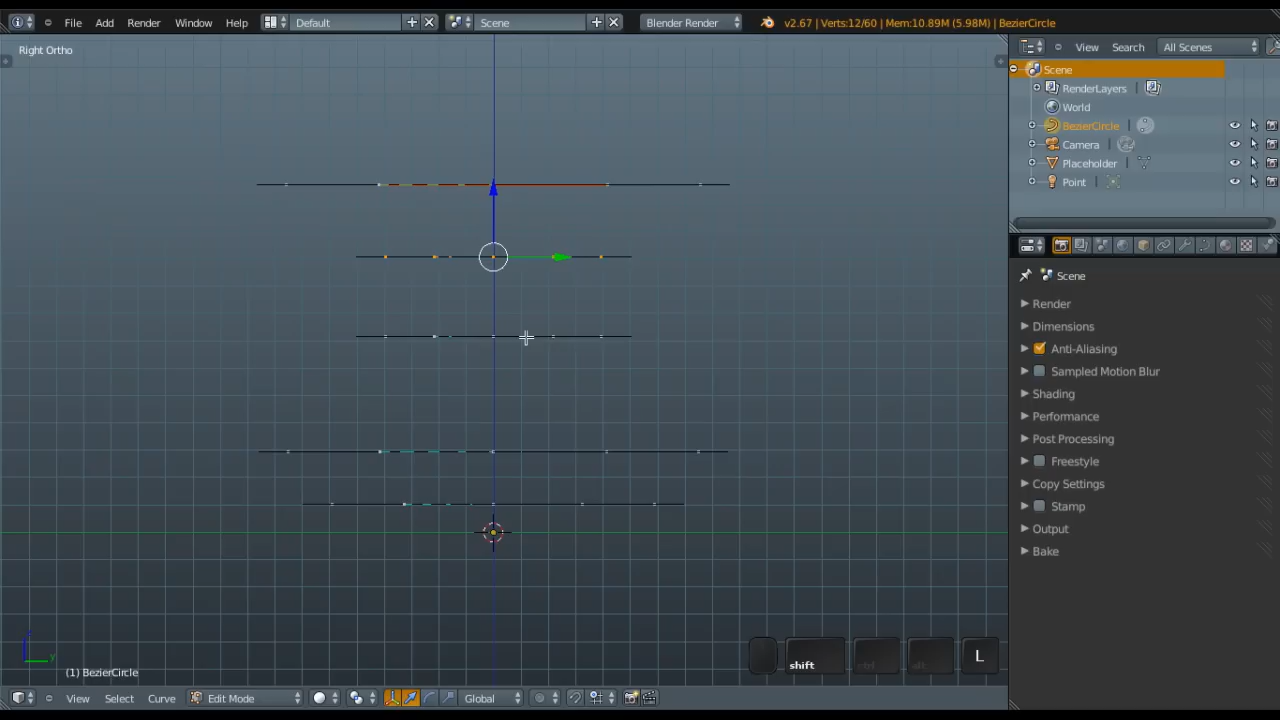 File Add Render Window Help Default Scene Blender Render v2.67 | Verts:12/60 | Mem:10.89M (5.98M) | BezierCircle
Right Ortho
View Search All Scenes
Scene
RenderLayers
World
BezierCircle
Camera
Placeholder
Point
Scene
Render
Dimensions
Anti-Aliasing
Sampled Motion Blur
Shading
Performance
Post Processing
Freestyle
Copy Settings
Stamp
Output
Bake
z
y
shift ctrl alt L
(1) BezierCircle
View Select Curve Edit Mode Global